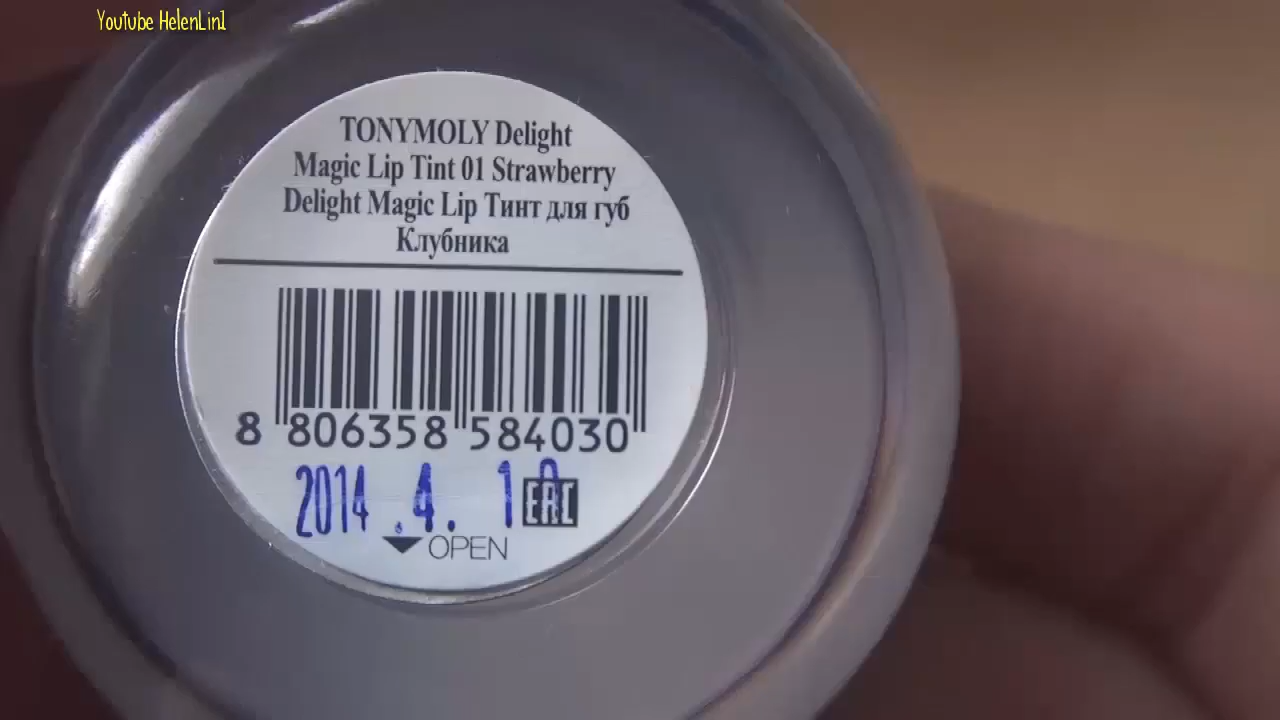 Youtube HelenLin1
TONYMOLY Delight
Magic Lip Tint 01 Strawberry
Delight Magic Lip Тинт для губ
Клубника
8 806358 584030
2014 .4. 10
EAC
OPEN